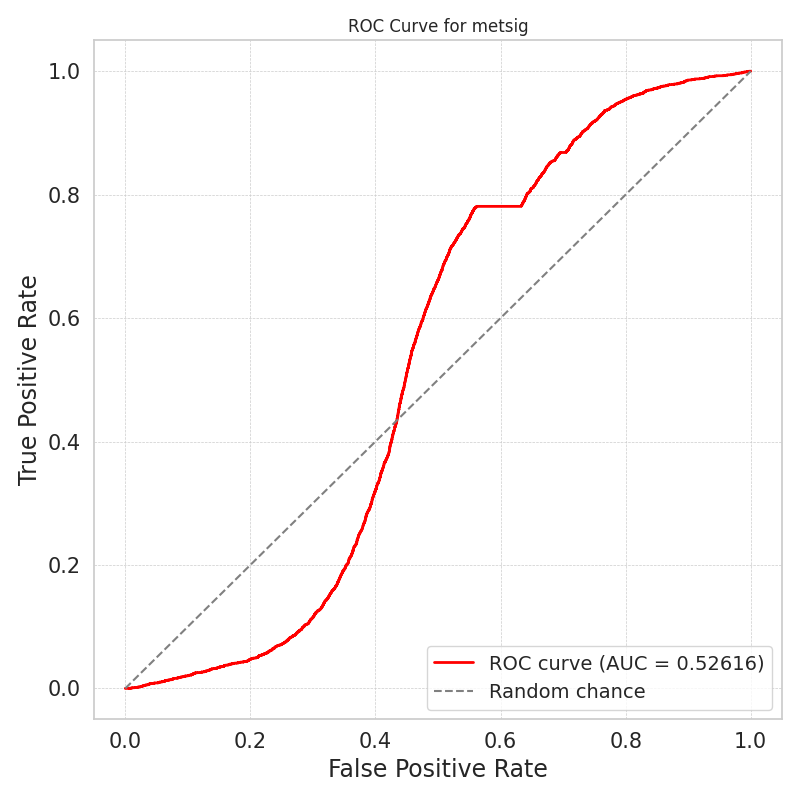 ROC Curve for metsig
True Positive Rate
1.0
0.8
0.6
0.4
0.2
0.0
ROC curve (AUC = 0.52616)
Random chance
0.0 0.2 0.4 0.6 0.8 1.0
False Positive Rate